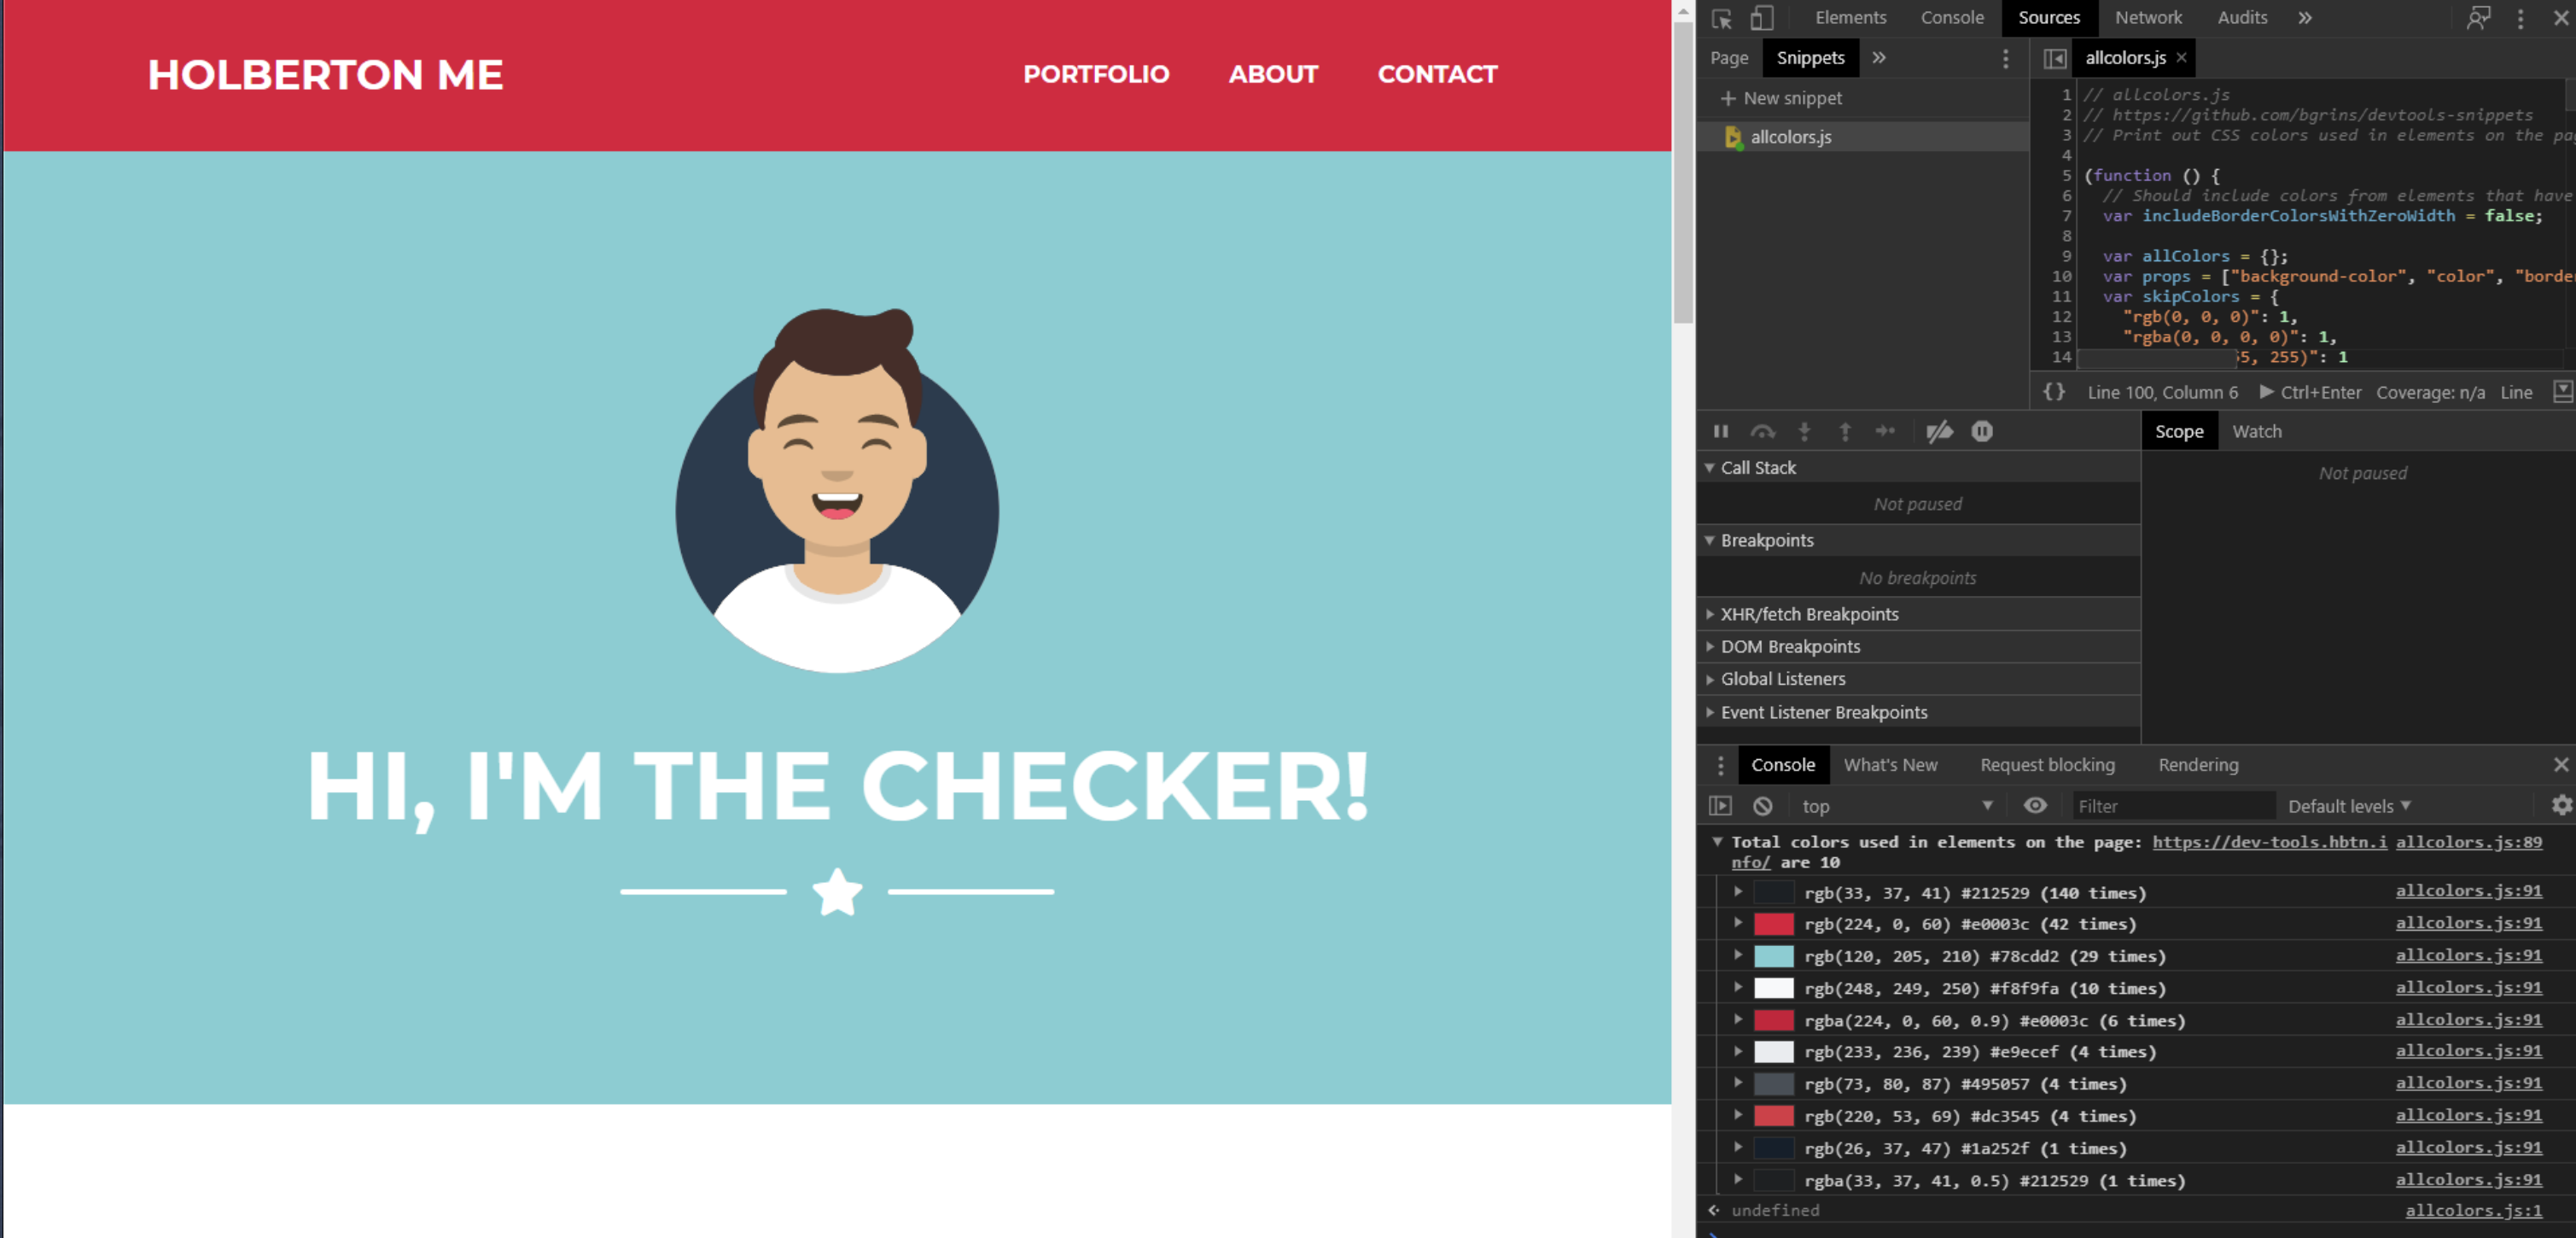 HOLBERTON ME
PORTFOLIO ABOUT CONTACT
HI, I'M THE CHECKER!
Elements Console Sources Network Audits »
Page Snippets »
+ New snippet
allcolors.js
allcolors.js ×
1 // allcolors.js
2 // https://github.com/bgrins/devtools-snippets
3 // Print out CSS colors used in elements on the
4
5 (function () {
6 // Should include colors from elements that have
7 var includeBorderColorsWithZeroWidth = false;
8
9 var allColors = {};
10 var props = ["background-color", "color",
11 var skipColors = {
12 "rgb(0, 0, 0)": 1,
13 "rgba(0, 0, 0, 0)": 1,
14 255)": 1
{} Line 100, Column 6 Ctrl+Enter Coverage: n/a Line
Scope Watch
Not paused
Call Stack
Not paused
Breakpoints
No breakpoints
XHR/fetch Breakpoints
DOM Breakpoints
Global Listeners
Event Listener Breakpoints
Console What's New Request blocking Rendering
top Filter Default levels
Total colors used in elements on the page: https://dev-tools.hbtn.i allcolors.js:89
nfo/ are 10
rgb(33, 37, 41) #212529 (140 times) allcolors.js:91
rgb(224, 0, 60) #e0003c (42 times) allcolors.js:91
rgb(120, 205, 210) #78cdd2 (29 times) allcolors.js:91
rgb(248, 249, 250) #f8f9fa (10 times) allcolors.js:91
rgba(224, 0, 60, 0.9) #e0003c (6 times) allcolors.js:91
rgb(233, 236, 239) #e9ecef (4 times) allcolors.js:91
rgb(73, 80, 87) #495057 (4 times) allcolors.js:91
rgb(220, 53, 69) #dc3545 (4 times) allcolors.js:91
rgb(26, 37, 47) #1a252f (1 times) allcolors.js:91
rgba(33, 37, 41, 0.5) #212529 (1 times) allcolors.js:91
undefined allcolors.js:1